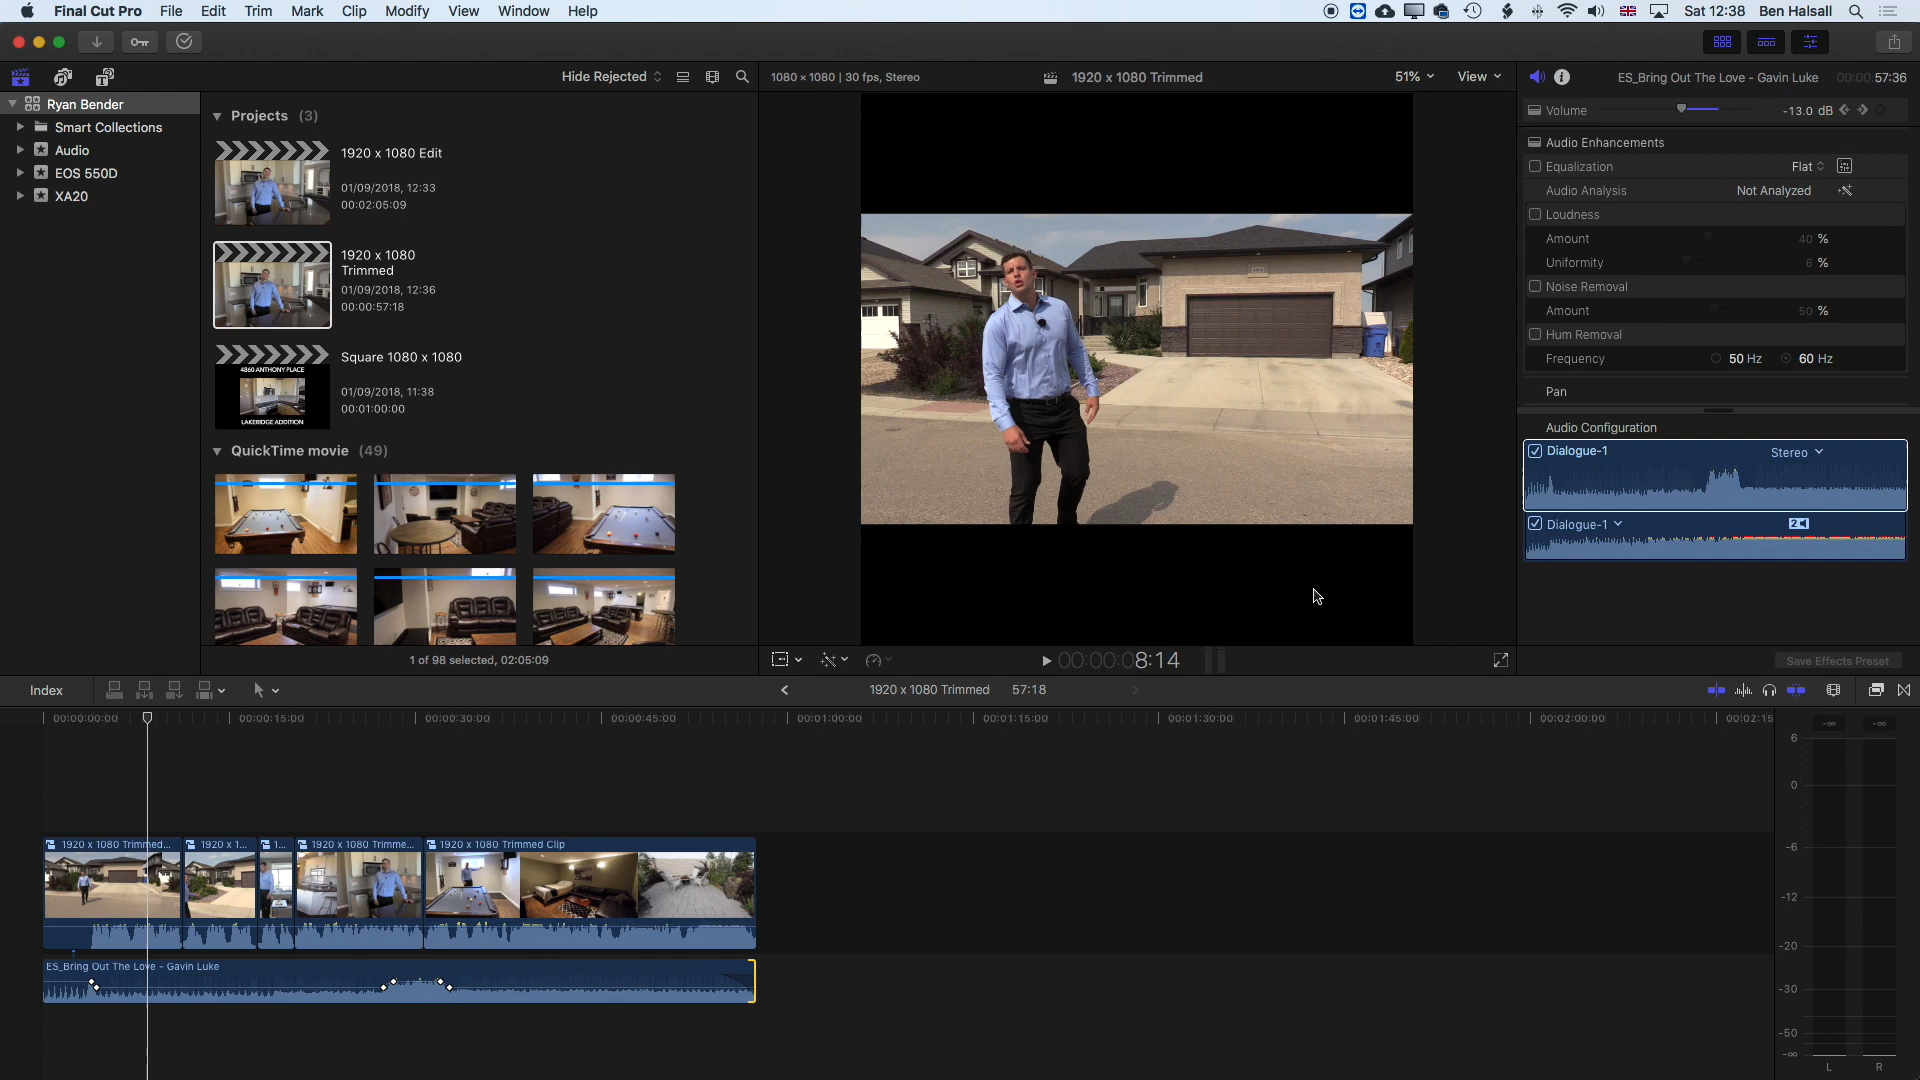 Final Cut Pro File Edit Trim Mark Clip Modify View Window Help Sat 12:38 Ben Halsall
Hide Rejected 1080 x 1080 | 30 fps, Stereo 1920 x 1080 Trimmed 51% View ES_Bring Out The Love - Gavin Luke 00:00:57:36
Ryan Bender
Smart Collections
Audio
EOS 550D
XA20
Projects (3)
1920 x 1080 Edit
01/09/2018, 12:33
00:02:05:09
1920 x 1080
Trimmed
01/09/2018, 12:36
00:00:57:18
Square 1080 x 1080
01/09/2018, 11:38
00:01:00:00
4860 ANTHONY PLACE
LAKERIDGE ADDITION
QuickTime movie (49)
1 of 98 selected, 02:05:09
00:00:08:14
Volume -13.0 dB
Audio Enhancements
Equalization Flat
Audio Analysis Not Analyzed
Loudness
Amount 40 %
Uniformity 6 %
Noise Removal
Amount 50 %
Hum Removal
Frequency 50 Hz 60 Hz
Pan
Audio Configuration
Dialogue-1 Stereo
Dialogue-1 2
Save Effects Preset
Index 1920 x 1080 Trimmed 57:18
00:00:00:00 00:00:15:00 00:00:30:00 00:00:45:00 00:01:00:00 00:01:15:00 00:01:30:00 00:01:45:00 00:02:00:00 00:02:15
1920 x 1080 Trimmed... 1920 x 1... 1... 1920 x 1080 Trimme... 1920 x 1080 Trimmed Clip
ES_Bring Out The Love - Gavin Luke
-∞ -∞
6
0
-6
-12
-20
-30
-50
-∞
L R